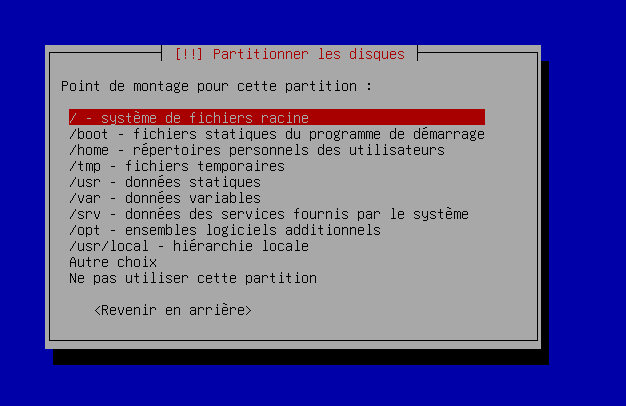 [!!] Partitionner les disques
Point de montage pour cette partition :
/ - système de fichiers racine
/boot - fichiers statiques du programme de démarrage
/home - répertoires personnels des utilisateurs
/tmp - fichiers temporaires
/usr - données statiques
/var - données variables
/srv - données des services fournis par le système
/opt - ensembles logiciels additionnels
/usr/local - hiérarchie locale
Autre choix
Ne pas utiliser cette partition
<Revenir en arrière>